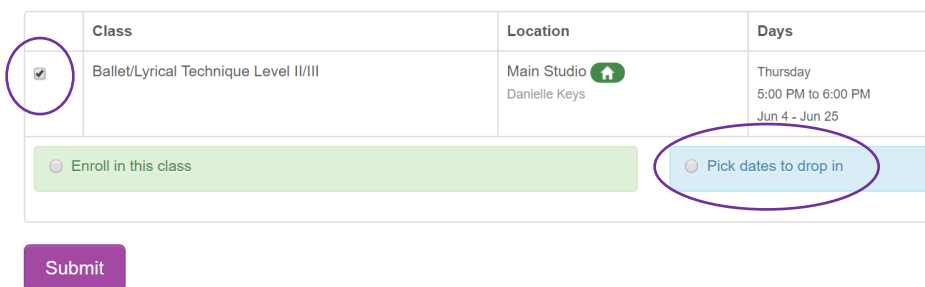 Class Location Days
Ballet/Lyrical Technique Level II/III Main Studio Thursday
Danielle Keys 5:00 PM to 6:00 PM
Jun 4 - Jun 25
Enroll in this class Pick dates to drop in
Submit